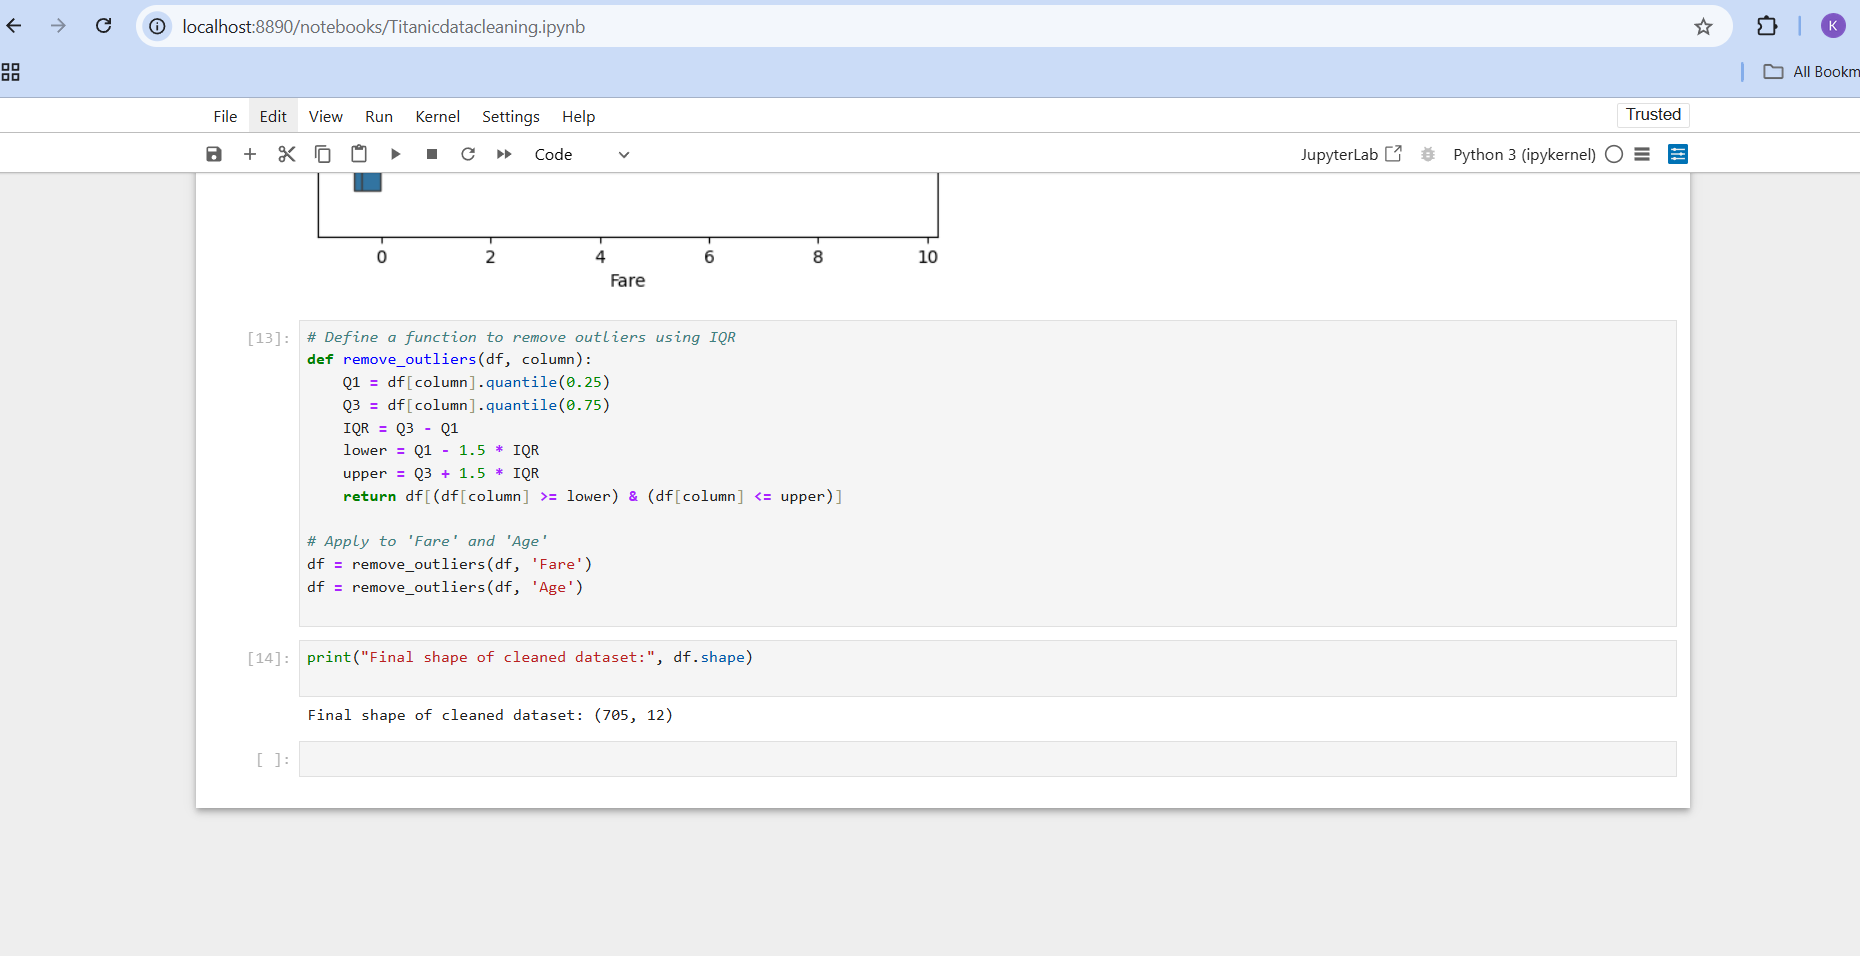 localhost:8890/notebooks/Titanicdatacleaning.ipynb
K
All Bookm
File Edit View Run Kernel Settings Help
Trusted
Code
JupyterLab
Python 3 (ipykernel)
0 2 4 6 8 10
Fare
[13]:
# Define a function to remove outliers using IQR
def remove_outliers(df, column):
    Q1 = df[column].quantile(0.25)
    Q3 = df[column].quantile(0.75)
    IQR = Q3 - Q1
    lower = Q1 - 1.5 * IQR
    upper = Q3 + 1.5 * IQR
    return df[(df[column] >= lower) & (df[column] <= upper)]
# Apply to 'Fare' and 'Age'
df = remove_outliers(df, 'Fare')
df = remove_outliers(df, 'Age')
[14]:
print("Final shape of cleaned dataset:", df.shape)
Final shape of cleaned dataset: (705, 12)
[ ]: